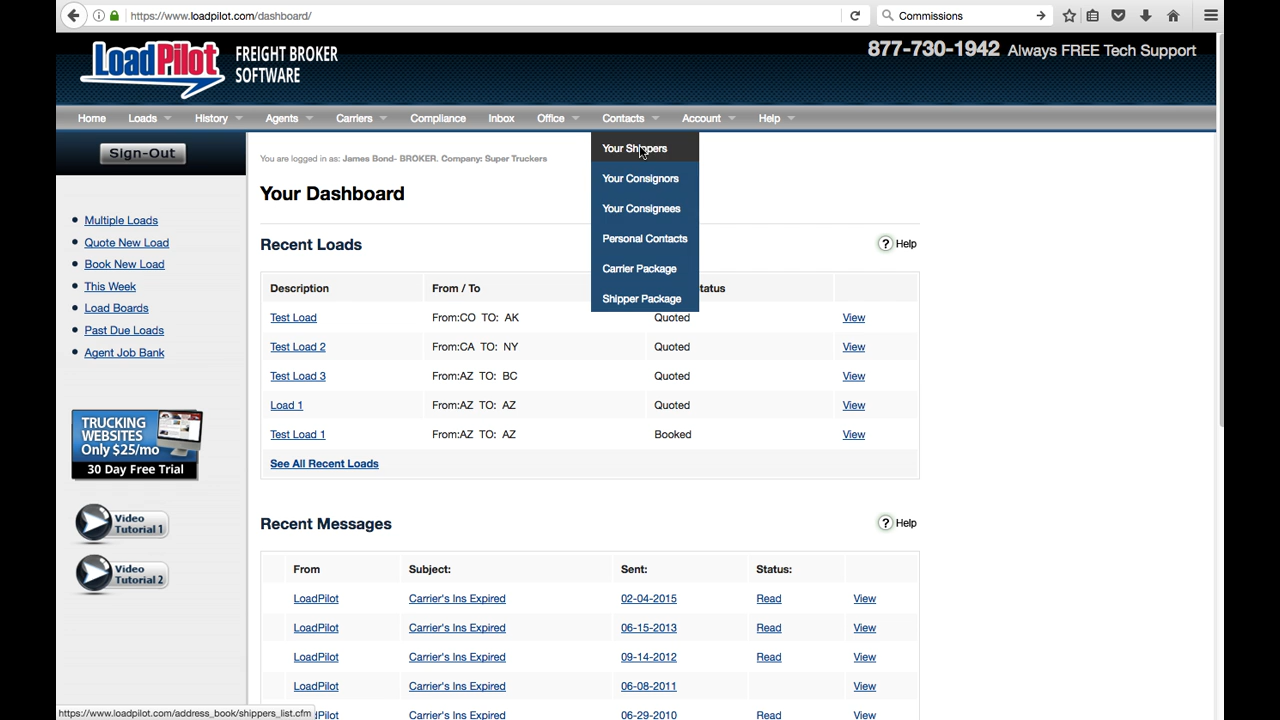 https://www.loadpilot.com/dashboard/
Commissions
LoadPilot
FREIGHT BROKER
SOFTWARE
877-730-1942 Always FREE Tech Support
Home Loads History Agents Carriers Compliance Inbox Office Contacts Account Help
Sign-Out
Your Shippers
Your Consignors
Your Consignees
Personal Contacts
Carrier Package
Shipper Package
Multiple Loads
Quote New Load
Book New Load
This Week
Load Boards
Past Due Loads
Agent Job Bank
TRUCKING
WEBSITES
Only $25/mo
30 Day Free Trial
Video
Tutorial 1
Video
Tutorial 2
You are logged in as: James Bond- BROKER. Company: Super Truckers
Your Dashboard
Recent Loads
? Help
Description From / To tatus
Test Load From:CO TO: AK Quoted View
Test Load 2 From:CA TO: NY Quoted View
Test Load 3 From:AZ TO: BC Quoted View
Load 1 From:AZ TO: AZ Quoted View
Test Load 1 From:AZ TO: AZ Booked View
See All Recent Loads
Recent Messages
? Help
From Subject: Sent: Status:
LoadPilot Carrier's Ins Expired 02-04-2015 Read View
LoadPilot Carrier's Ins Expired 06-15-2013 Read View
LoadPilot Carrier's Ins Expired 09-14-2012 Read View
LoadPilot Carrier's Ins Expired 06-08-2011 View
dPilot Carrier's Ins Expired 06-29-2010 Read View
https://www.loadpilot.com/address_book/shippers_list.cfm